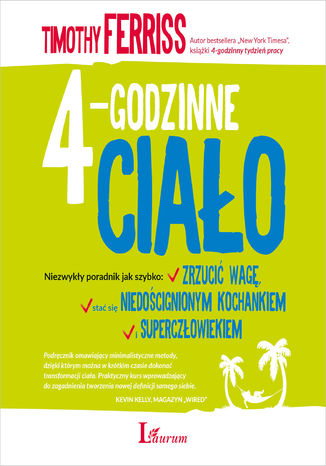 TIMOTHY FERRISS
Autor bestsellera „New York Timesa”,
książki 4-godzinny tydzień pracy
4-GODZINNE
CIAŁO
Niezwykły poradnik jak szybko: ZRZUCIĆ WAGĘ,
stać się NIEDOŚCIGNIONYM KOCHANKIEM
i SUPERCZŁOWIEKIEM
Podręcznik omawiający minimalistyczne metody,
dzięki którym można w krótkim czasie dokonać
transformacji ciała. Praktyczny kurs wprowadzający
do zagadnienia tworzenia nowej definicji samego siebie.
KEVIN KELLY, MAGAZYN „WIRED”
Laurum